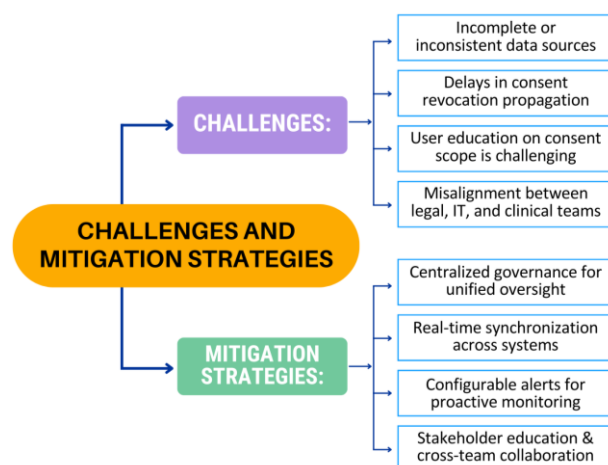 CHALLENGES AND
MITIGATION STRATEGIES
CHALLENGES:
Incomplete or
inconsistent data sources
Delays in consent
revocation propagation
User education on consent
scope is challenging
Misalignment between
legal, IT, and clinical teams
MITIGATION
STRATEGIES:
Centralized governance for
unified oversight
Real-time synchronization
across systems
Configurable alerts for
proactive monitoring
Stakeholder education &
cross-team collaboration